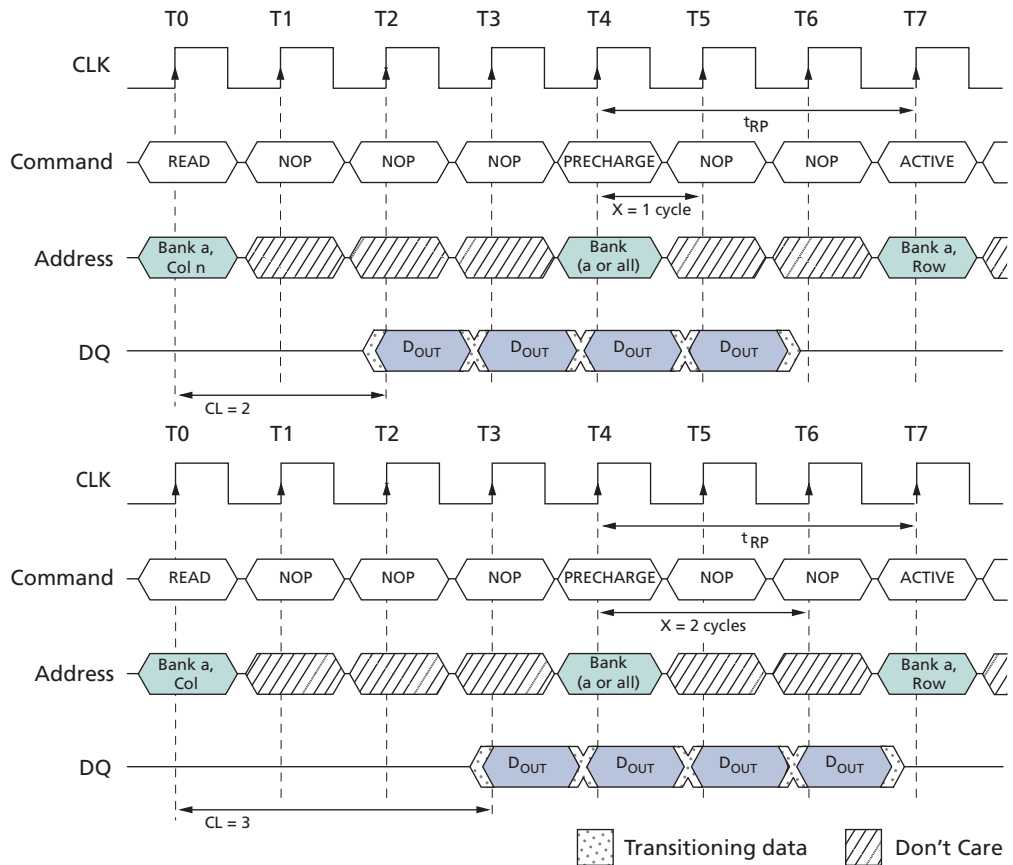 T0 T1 T2 T3 T4 T5 T6 T7
CLK
tRP
Command READ NOP NOP NOP PRECHARGE NOP NOP ACTIVE
X = 1 cycle
Address Bank a, Col n Bank (a or all) Bank a, Row
DQ DOUT DOUT DOUT DOUT
CL = 2
T0 T1 T2 T3 T4 T5 T6 T7
CLK
tRP
Command READ NOP NOP NOP PRECHARGE NOP NOP ACTIVE
X = 2 cycles
Address Bank a, Col Bank (a or all) Bank a, Row
DQ DOUT DOUT DOUT DOUT
CL = 3
Transitioning data Don't Care